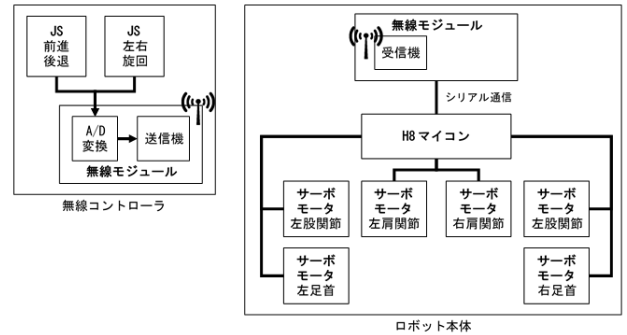 JS
前進
後退
JS
左右
旋回
A/D
変換
送信機
無線モジュール
無線コントローラ
無線モジュール
受信機
シリアル通信
H8マイコン
サーボ
モータ
左股関節
サーボ
モータ
左肩関節
サーボ
モータ
右肩関節
サーボ
モータ
左股関節
サーボ
モータ
左足首
サーボ
モータ
右足首
ロボット本体